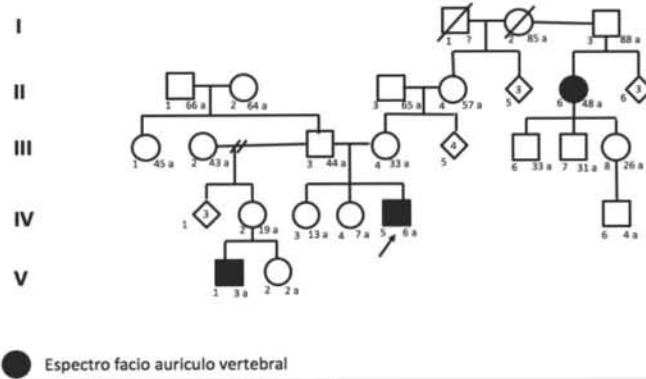 I
1 ? 2 85 a 3 88 a
II
1 66 a 2 64 a 3 65 a 4 57 a 5 3 6 48 a 6 3
III
1 45 a 2 43 a 3 44 a 4 33 a 5 4 6 33 a 7 31 a 8 26 a
IV
1 3 2 19 a 3 13 a 4 7 a 5 6 a 6 4 a
V
1 3 a 2 2 a
Espectro facio auriculo vertebral